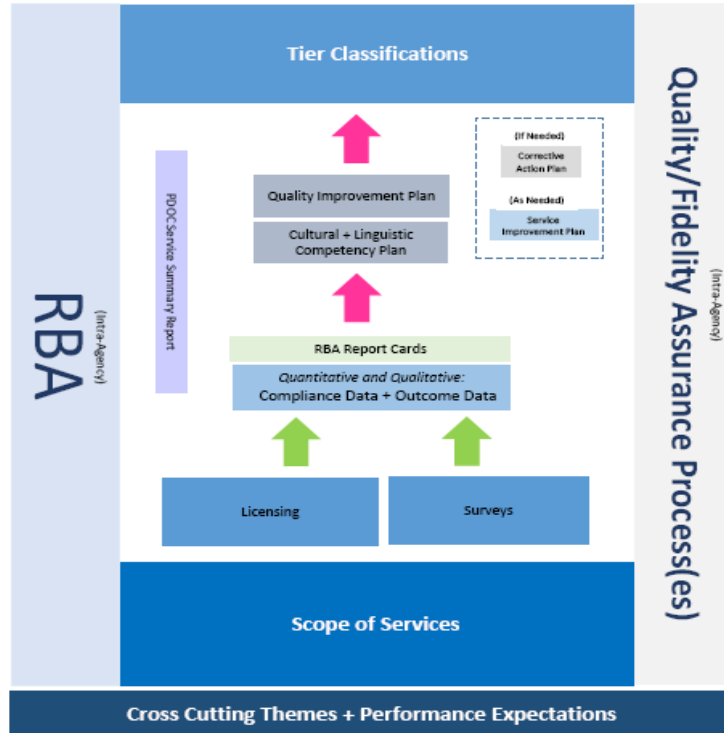 Tier Classifications
RBA
(Intra-Agency)
PDOC Service Summary Report
(If Needed)
Corrective
Action Plan
(As Needed)
Service
Improvement Plan
Quality Improvement Plan
Cultural + Linguistic
Competency Plan
RBA Report Cards
Quantitative and Qualitative:
Compliance Data + Outcome Data
Licensing
Surveys
Scope of Services
Quality/Fidelity Assurance Process(es)
(Intra-Agency)
Cross Cutting Themes + Performance Expectations